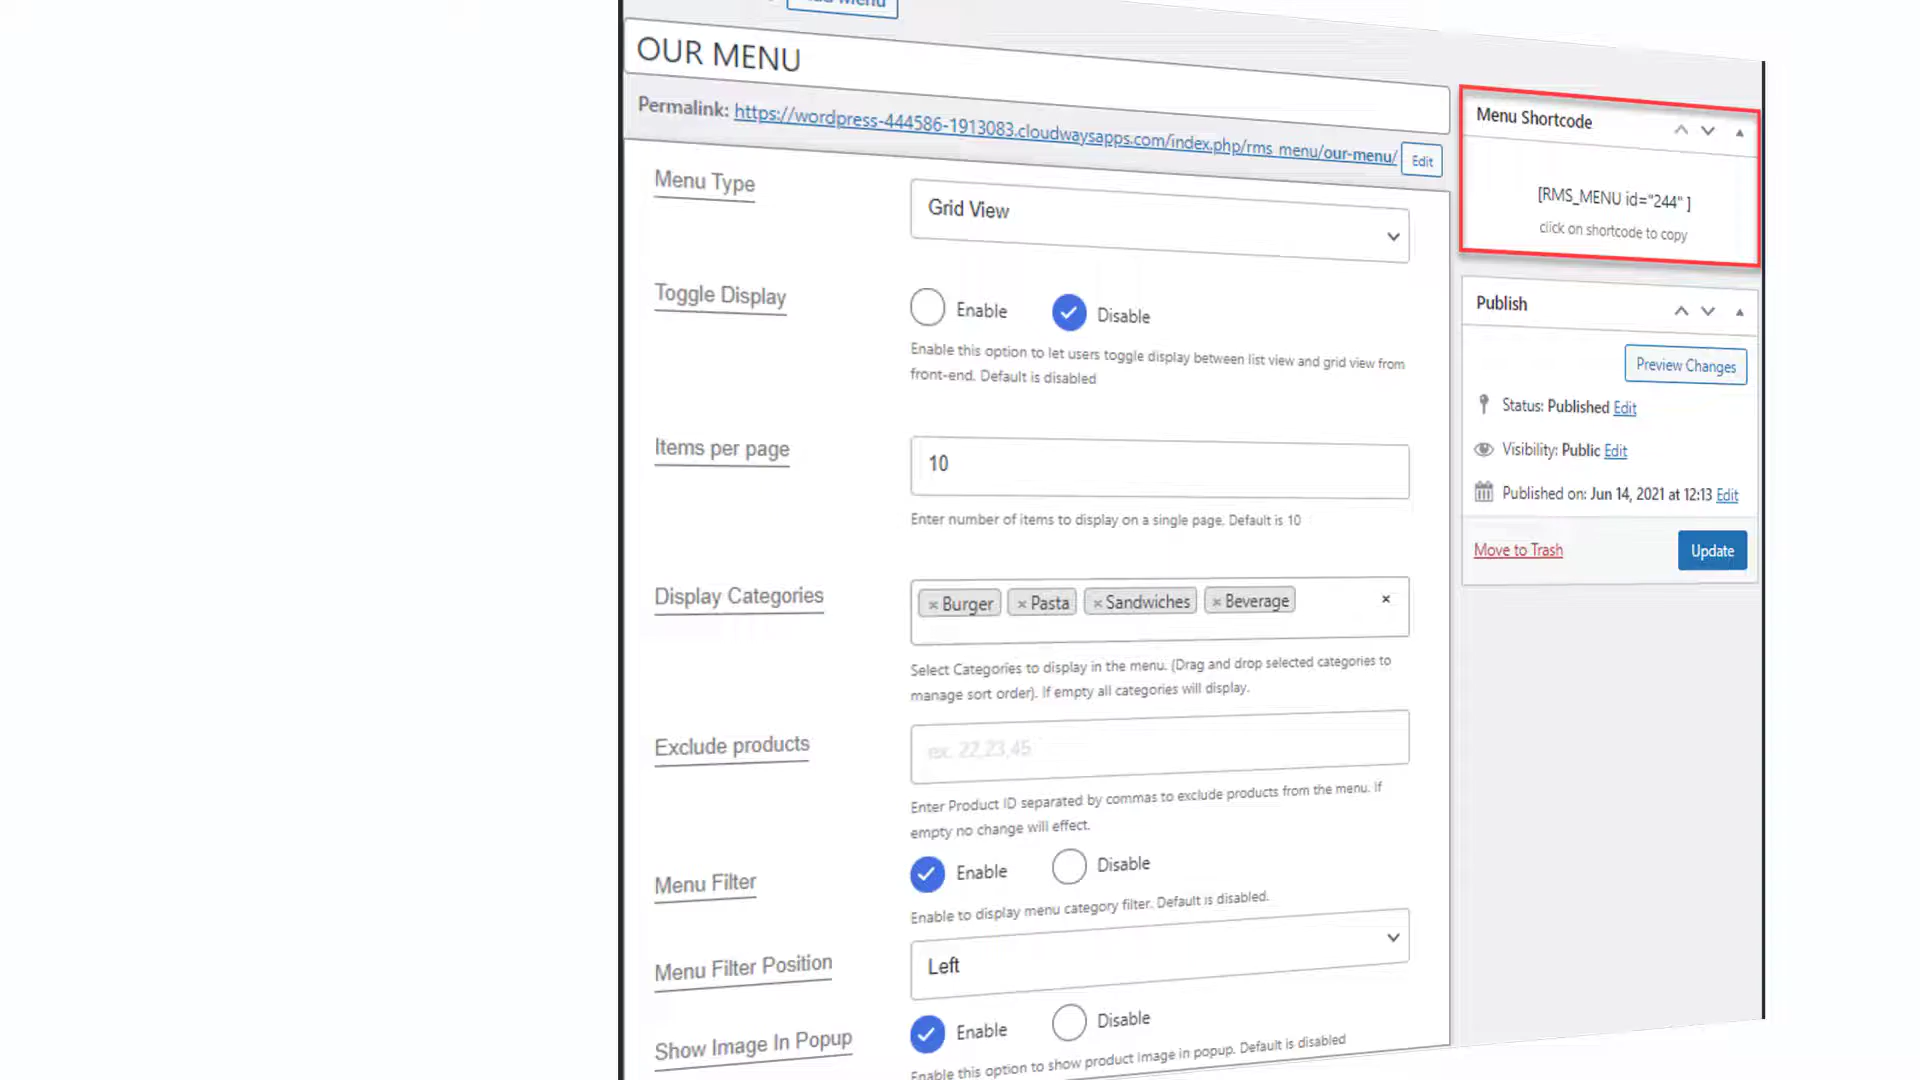 OUR MENU
Permalink: https://wordpress-444586-1913083.cloudwaysapps.com/index.php/rms_menu/our-menu/ Edit
Menu Type
Grid View
Toggle Display
Enable
Disable
Enable this option to let users toggle display between list view and grid view from
front-end. Default is disabled
Items per page
10
Enter number of items to display on a single page. Default is 10
Display Categories
× Burger × Pasta × Sandwiches × Beverage ×
Select Categories to display in the menu. (Drag and drop selected categories to
manage sort order). If empty all categories will display.
Exclude products
ex. 22,23,45
Enter Product ID separated by commas to exclude products from the menu. If
empty no change will effect.
Menu Filter
Enable
Disable
Enable to display menu category filter. Default is disabled.
Menu Filter Position
Left
Show Image In Popup
Enable
Disable
Enable this option to show product image in popup. Default is disabled
Menu Shortcode
[RMS_MENU id="244" ]
click on shortcode to copy
Publish
Preview Changes
Status: Published Edit
Visibility: Public Edit
Published on: Jun 14, 2021 at 12:13 Edit
Move to Trash
Update